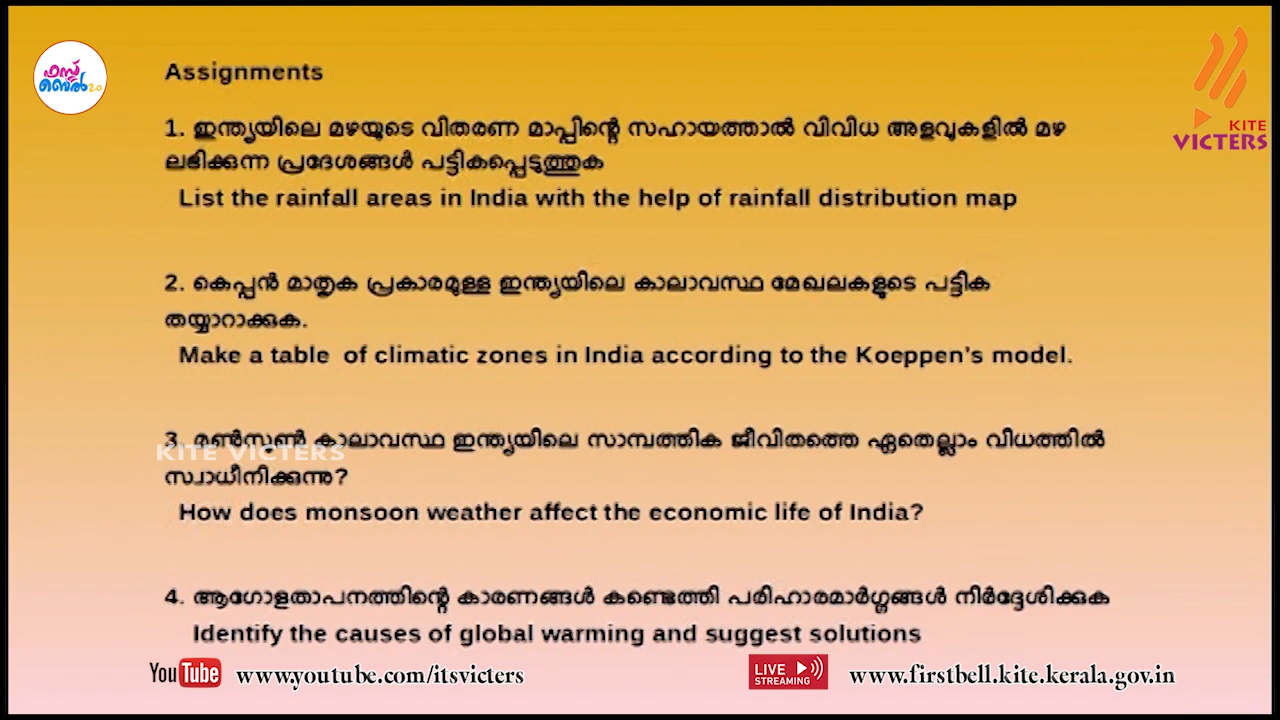 ഫസ്റ്റ്
ബെൽ 2.0
KITE
VICTERS
Assignments
1. ഇന്ത്യയിലെ മഴയുടെ വിതരണ മാപ്പിന്റെ സഹായത്താൽ വിവിധ അളവുകളിൽ മഴ
ലഭിക്കുന്ന പ്രദേശങ്ങൾ പട്ടികപ്പെടുത്തുക
List the rainfall areas in India with the help of rainfall distribution map
2. കെപ്പൻ മാതൃക പ്രകാരമുള്ള ഇന്ത്യയിലെ കാലാവസ്ഥ മേഖലകളുടെ പട്ടിക
തയ്യാറാക്കുക.
Make a table of climatic zones in India according to the Koeppen's model.
3. മൺസൂൺ കാലാവസ്ഥ ഇന്ത്യയിലെ സാമ്പത്തിക ജീവിതത്തെ ഏതെല്ലാം വിധത്തിൽ
KITE VICTERS
സ്വാധീനിക്കുന്നു?
How does monsoon weather affect the economic life of India?
4. ആഗോളതാപനത്തിന്റെ കാരണങ്ങൾ കണ്ടെത്തി പരിഹാരമാർഗ്ഗങ്ങൾ നിർദ്ദേശിക്കുക
Identify the causes of global warming and suggest solutions
YouTube www.youtube.com/itsvicters
LIVE
STREAMING
www.firstbell.kite.kerala.gov.in